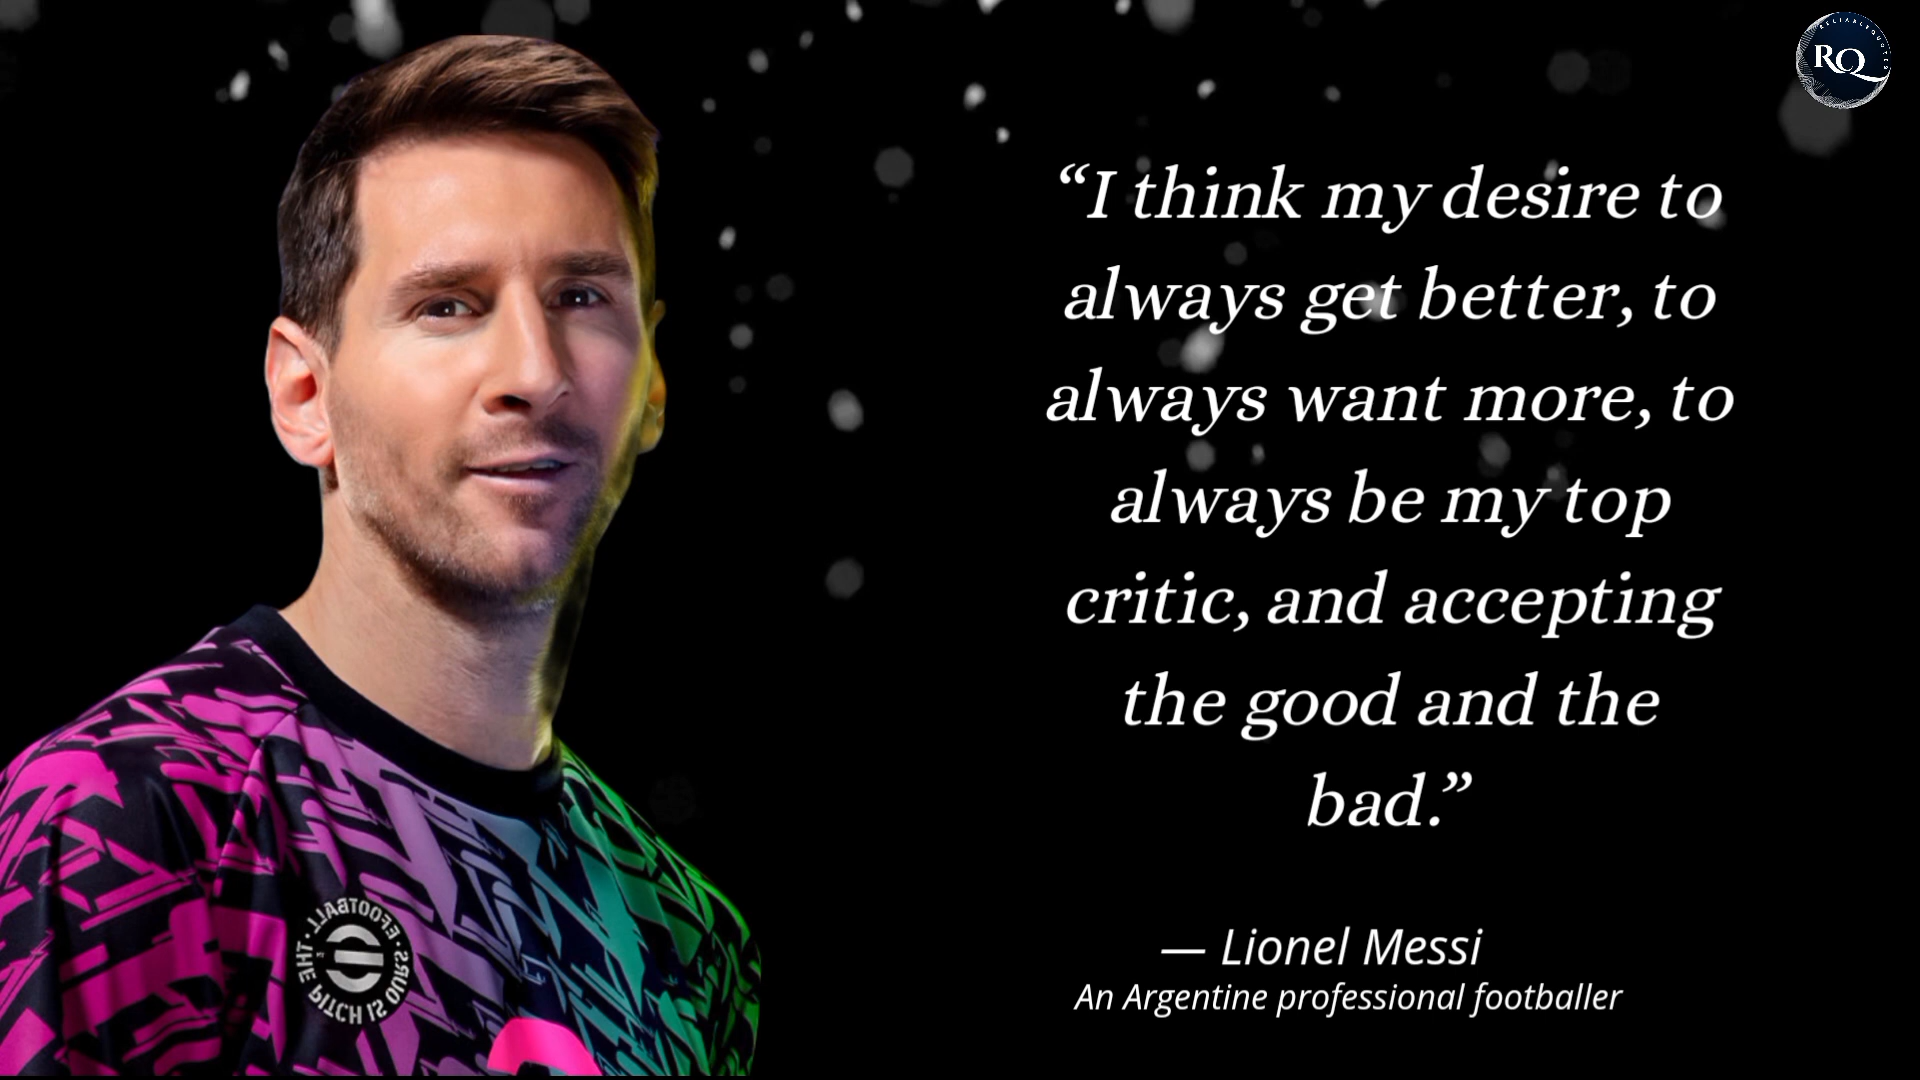 RELIABLEQUOTES
RQ
“I think my desire to
always get better, to
always want more, to
always be my top
critic, and accepting
the good and the
bad.”
— Lionel Messi
An Argentine professional footballer
EFOOTBALL
THE PITCH IS OURS